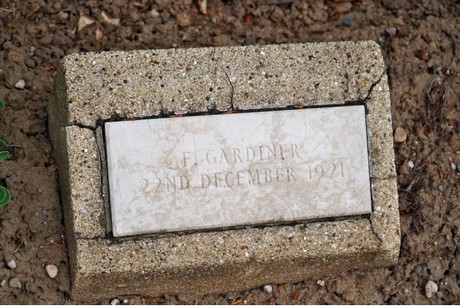 F. GARDINER
22ND DECEMBER 1921